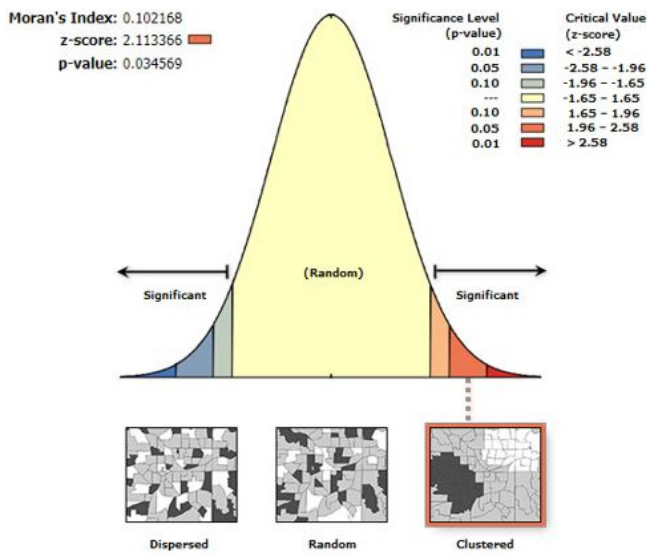 Moran's Index: 0.102168
z-score: 2.113366
p-value: 0.034569
Significance Level
(p-value)
Critical Value
(z-score)
0.01 < -2.58
0.05 -2.58 – -1.96
0.10 -1.96 – -1.65
--- -1.65 – 1.65
0.10 1.65 – 1.96
0.05 1.96 – 2.58
0.01 > 2.58
Significant
(Random)
Significant
Dispersed
Random
Clustered